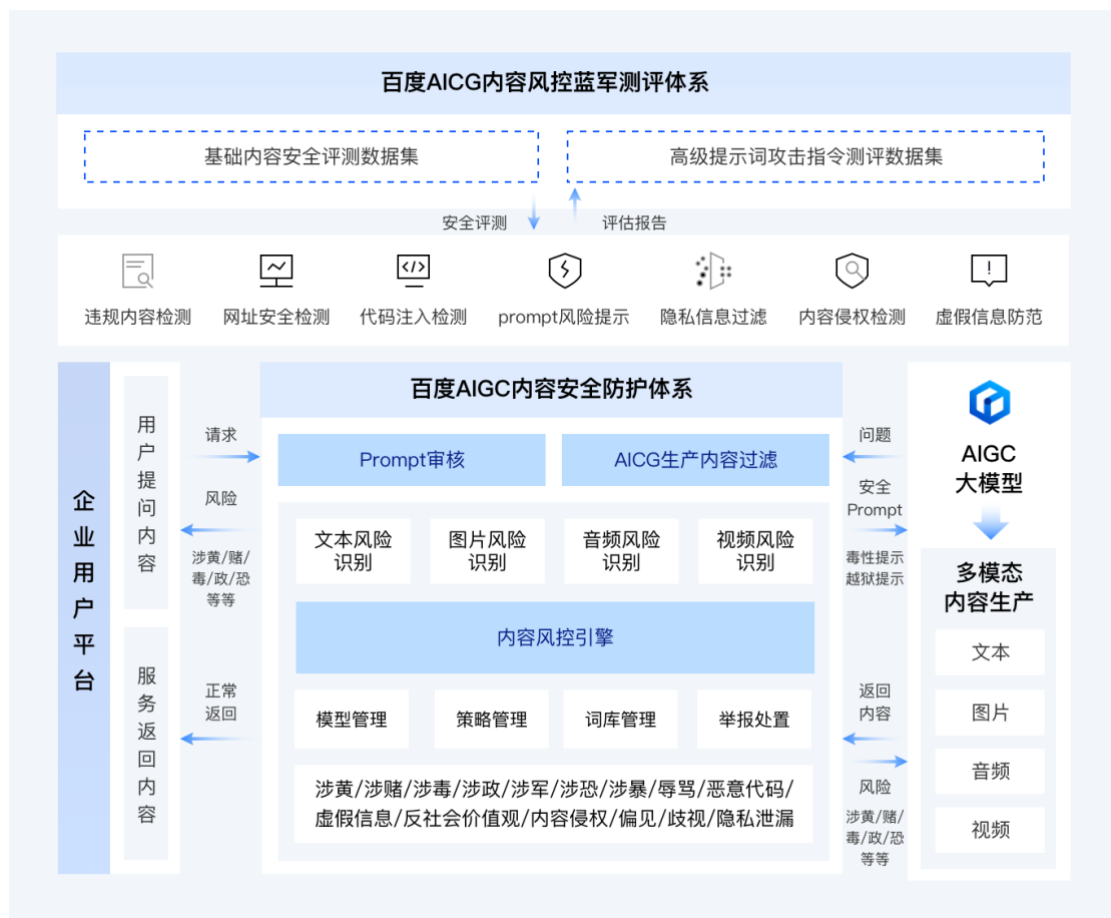 百度AICG内容风控蓝军测评体系
基础内容安全评测数据集
高级提示词攻击指令测评数据集
安全评测
评估报告
违规内容检测
网址安全检测
代码注入检测
prompt风险提示
隐私信息过滤
内容侵权检测
虚假信息防范
企业用户平台
用户提问内容
服务返回内容
请求
风险
涉黄/赌/
毒/政/恐
等等
正常
返回
百度AIGC内容安全防护体系
Prompt审核
AICG生产内容过滤
文本风险
识别
图片风险
识别
音频风险
识别
视频风险
识别
内容风控引擎
模型管理
策略管理
词库管理
举报处置
涉黄/涉赌/涉毒/涉政/涉军/涉恐/涉暴/辱骂/恶意代码/
虚假信息/反社会价值观/内容侵权/偏见/歧视/隐私泄漏
问题
安全
Prompt
毒性提示
越狱提示
返回
内容
风险
涉黄/赌/
毒/政/恐
等等
AIGC
大模型
多模态
内容生产
文本
图片
音频
视频